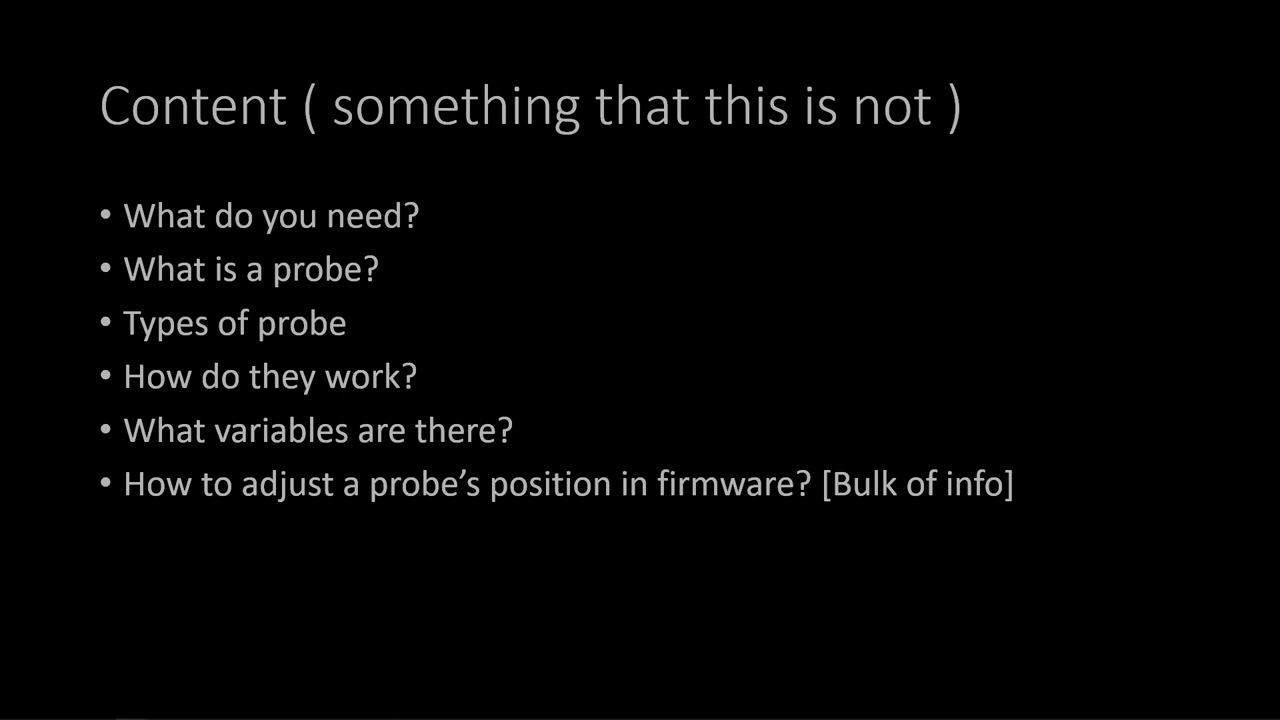 Content ( something that this is not )
• What do you need?
• What is a probe?
• Types of probe
• How do they work?
• What variables are there?
• How to adjust a probe’s position in firmware? [Bulk of info]